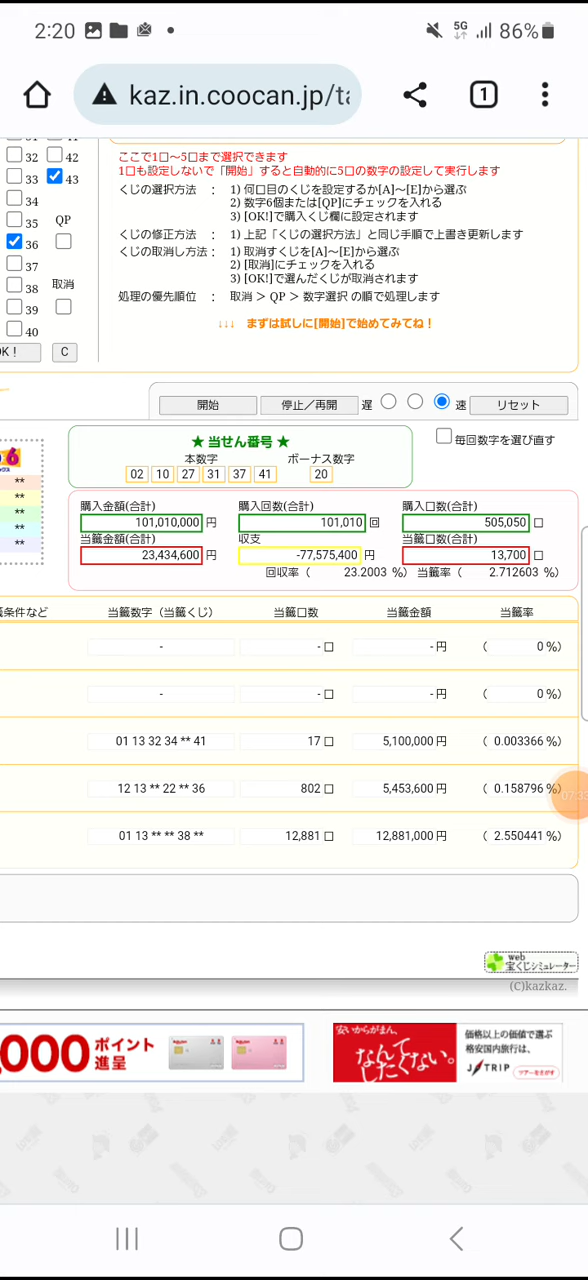 2:20
5G
86%
kaz.in.coocan.jp/ta
1
32 42
33 43
34
35 QP
36
37
38 取消
39
40
OK！ C
ここで1口～5口まで選択できます
1口も設定しないで「開始」すると自動的に5口の数字の設定して実行します
くじの選択方法 ： 1) 何口目のくじを設定するか[A]～[E]から選ぶ
2) 数字6個または[QP]にチェックを入れる
3) [OK!]で購入くじ欄に設定されます
くじの修正方法 ： 1) 上記「くじの選択方法」と同じ手順で上書き更新します
くじの取消し方法： 1) 取消すくじを[A]～[E]から選ぶ
2) [取消]にチェックを入れる
3) [OK!]で選んだくじが取消されます
処理の優先順位 ： 取消 > QP > 数字選択 の順で処理します
↓↓↓ まずは試しに[開始]で始めてみてね！
開始 停止／再開 遅 速 リセット
★ 当せん番号 ★
本数字 ボーナス数字
02 10 27 31 37 41 20
毎回数字を選び直す
6
**
**
**
**
**
購入金額(合計) 購入回数(合計) 購入口数(合計)
101,010,000 円 101,010 回 505,050 口
当籤金額(合計) 収支 当籤口数(合計)
23,434,600 円 -77,575,400 円 13,700 口
回収率（ 23.2003 %） 当籤率（ 2.712603 %）
籤条件など 当籤数字（当籤くじ） 当籤口数 当籤金額 当籤率
- - 口 - 円 （ 0 %）
- - 口 - 円 （ 0 %）
01 13 32 34 ** 41 17 口 5,100,000 円 （ 0.003366 %）
12 13 ** 22 ** 36 802 口 5,453,600 円 （ 0.158796 %）
07:33
01 13 ** ** 38 ** 12,881 口 12,881,000 円 （ 2.550441 %）
web
宝くじシミュレーター
(C)kazkaz.
,000 ポイント
進呈
安いからがまん、
なんてしたくない。
価格以上の価値で選ぶ
格安国内旅行は、
J TRIP
ツアーをさがす